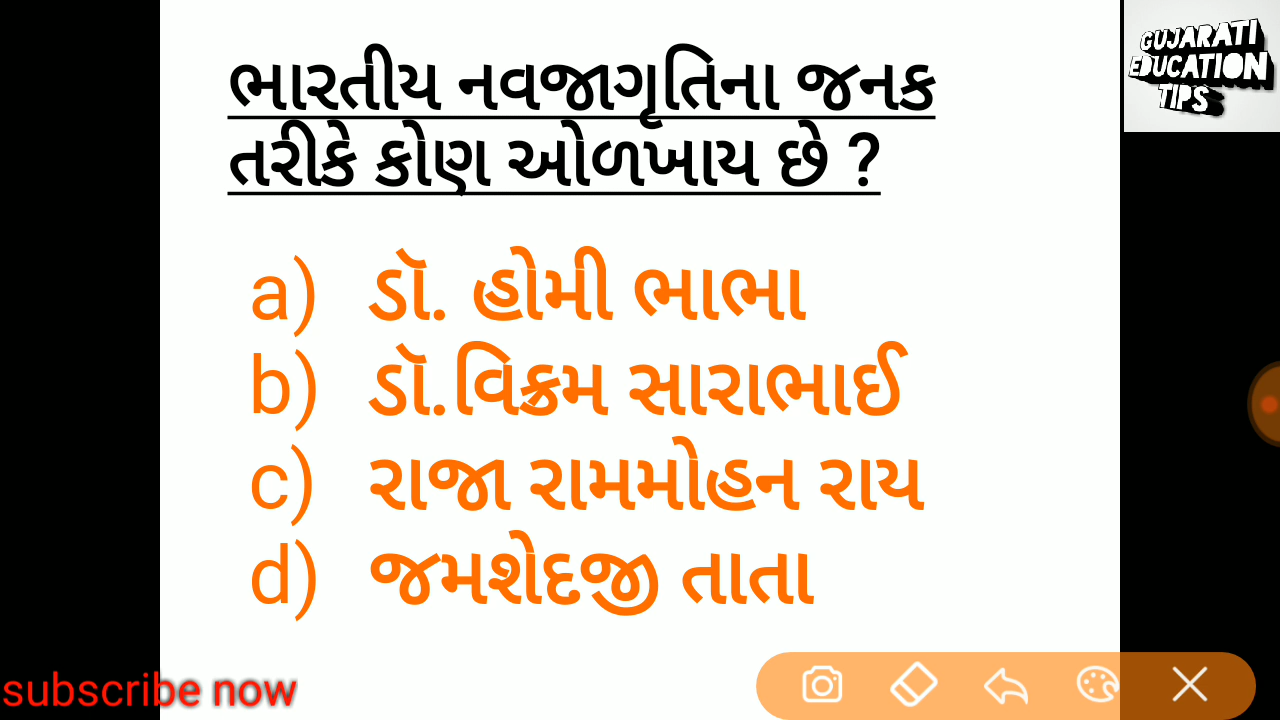 GUJARATI
EDUCATION
TIPS
ભારતીય નવજાગૃતિના જનક
તરીકે કોણ ઓળખાય છે ?
a) ડૉ. હોમી ભાભા
b) ડૉ.વિક્રમ સારાભાઈ
c) રાજા રામમોહન રાય
d) જમશેદજી તાતા
subscribe now